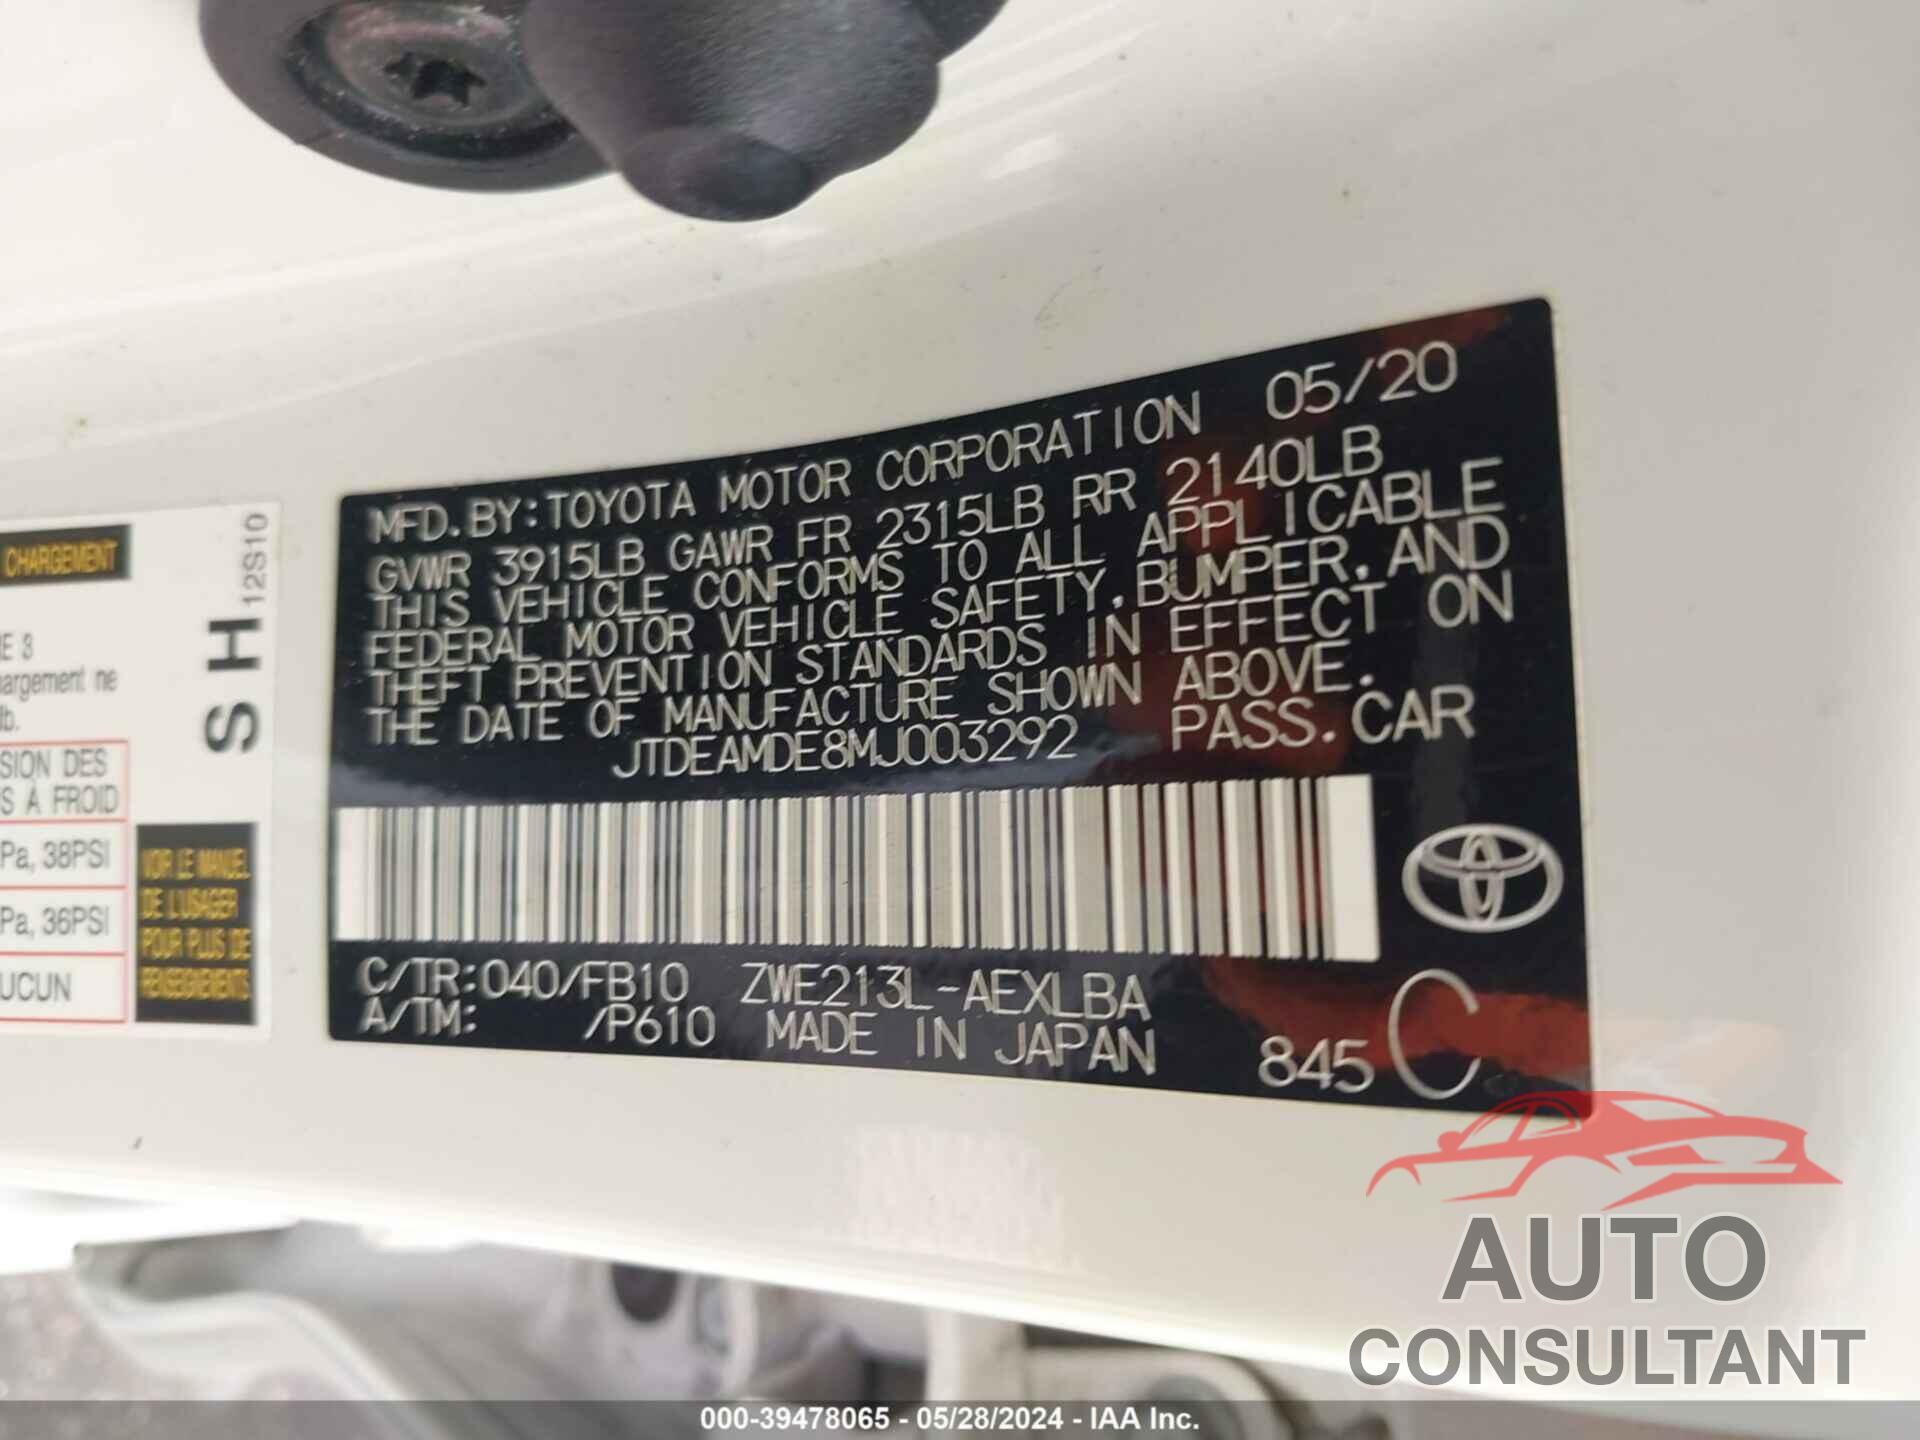 MFD.BY:TOYOTA MOTOR CORPORATION 05/20
GVWR 3915LB GAWR FR 2315LB RR 2140LB
THIS VEHICLE CONFORMS TO ALL APPLICABLE
FEDERAL MOTOR VEHICLE SAFETY,BUMPER,AND
THEFT PREVENTION STANDARDS IN EFFECT ON
THE DATE OF MANUFACTURE SHOWN ABOVE.
JTDEAMDE8MJ003292 PASS.CAR
C/TR:040/FB10 ZWE213L-AEXLBA
A/TM: /P610 MADE IN JAPAN
845 C
CHARGEMENT
SH 12S10
E 3
argement ne
lb.
SION DES
S A FROID
Pa, 38PSI
Pa, 36PSI
UCUN
VOIR LE MANUEL
DE L'USAGER
POUR PLUS DE
RENSEIGNEMENTS
AUTO
CONSULTANT
000-39478065 - 05/28/2024 - IAA Inc.